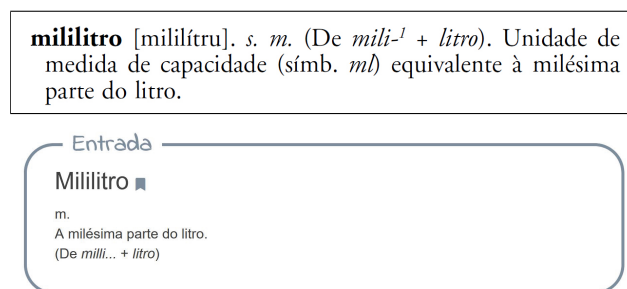 mililitro [mililítru]. s. m. (De mili-¹ + litro). Unidade de
medida de capacidade (símb. ml) equivalente à milésima
parte do litro.
Entrada
Mililitro
m.
A milésima parte do litro.
(De milli... + litro)